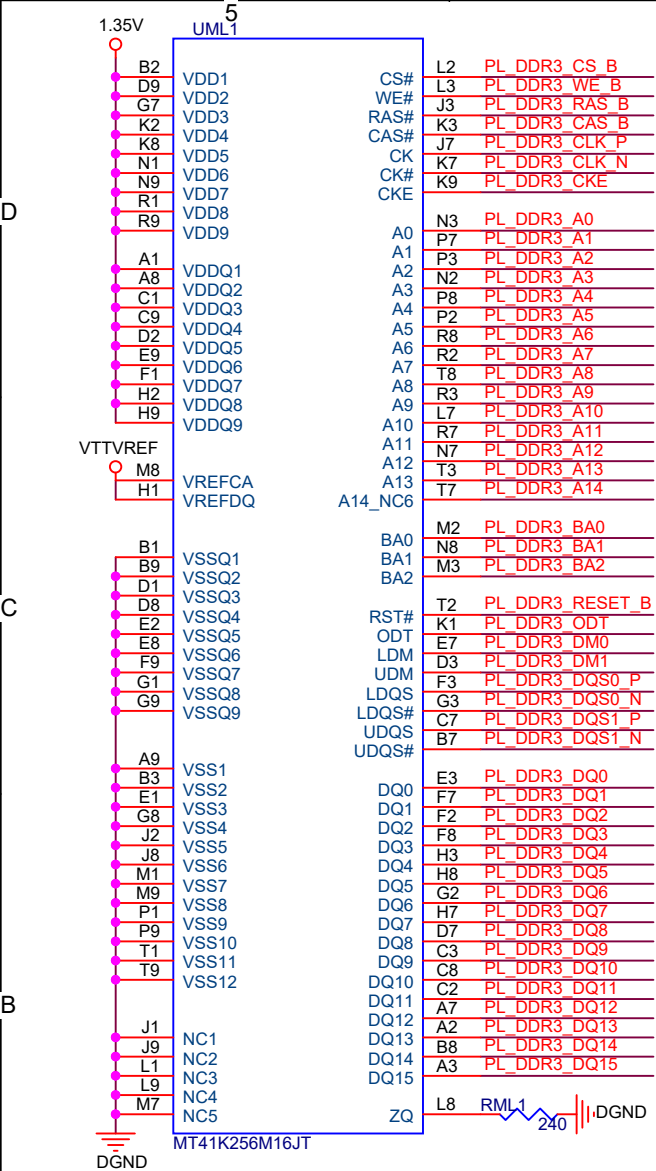 5
1.35V
UML1
B2 VDD1 CS# L2 PL_DDR3_CS_B
D9 VDD2 WE# L3 PL_DDR3_WE_B
G7 VDD3 RAS# J3 PL_DDR3_RAS_B
K2 VDD4 CAS# K3 PL_DDR3_CAS_B
K8 VDD5 CK J7 PL_DDR3_CLK_P
N1 VDD6 CK# K7 PL_DDR3_CLK_N
N9 VDD7 CKE K9 PL_DDR3_CKE
R1 VDD8
D
R9 VDD9 A0 N3 PL_DDR3_A0
A1 P7 PL_DDR3_A1
A1 VDDQ1 A2 P3 PL_DDR3_A2
A8 VDDQ2 A3 N2 PL_DDR3_A3
C1 VDDQ3 A4 P8 PL_DDR3_A4
C9 VDDQ4 A5 P2 PL_DDR3_A5
D2 VDDQ5 A6 R8 PL_DDR3_A6
E9 VDDQ6 A7 R2 PL_DDR3_A7
F1 VDDQ7 A8 T8 PL_DDR3_A8
H2 VDDQ8 A9 R3 PL_DDR3_A9
H9 VDDQ9 A10 L7 PL_DDR3_A10
A11 R7 PL_DDR3_A11
VTTVREF
A12 N7 PL_DDR3_A12
M8 VREFCA A13 T3 PL_DDR3_A13
H1 VREFDQ A14_NC6 T7 PL_DDR3_A14
BA0 M2 PL_DDR3_BA0
B1 VSSQ1 BA1 N8 PL_DDR3_BA1
B9 VSSQ2 BA2 M3 PL_DDR3_BA2
D1 VSSQ3
C
D8 VSSQ4 RST# T2 PL_DDR3_RESET_B
E2 VSSQ5 ODT K1 PL_DDR3_ODT
E8 VSSQ6 LDM E7 PL_DDR3_DM0
F9 VSSQ7 UDM D3 PL_DDR3_DM1
G1 VSSQ8 LDQS F3 PL_DDR3_DQS0_P
G9 VSSQ9 LDQS# G3 PL_DDR3_DQS0_N
UDQS C7 PL_DDR3_DQS1_P
UDQS# B7 PL_DDR3_DQS1_N
A9 VSS1
B3 VSS2 DQ0 E3 PL_DDR3_DQ0
E1 VSS3 DQ1 F7 PL_DDR3_DQ1
G8 VSS4 DQ2 F2 PL_DDR3_DQ2
J2 VSS5 DQ3 F8 PL_DDR3_DQ3
J8 VSS6 DQ4 H3 PL_DDR3_DQ4
M1 VSS7 DQ5 H8 PL_DDR3_DQ5
M9 VSS8 DQ6 G2 PL_DDR3_DQ6
P1 VSS9 DQ7 H7 PL_DDR3_DQ7
P9 VSS10 DQ8 D7 PL_DDR3_DQ8
T1 VSS11 DQ9 C3 PL_DDR3_DQ9
T9 VSS12 DQ10 C8 PL_DDR3_DQ10
B
DQ11 C2 PL_DDR3_DQ11
DQ12 A7 PL_DDR3_DQ12
J1 NC1 DQ13 A2 PL_DDR3_DQ13
J9 NC2 DQ14 B8 PL_DDR3_DQ14
L1 NC3 DQ15 A3 PL_DDR3_DQ15
L9 NC4
M7 NC5 ZQ L8 RML1 240 DGND
MT41K256M16JT
DGND